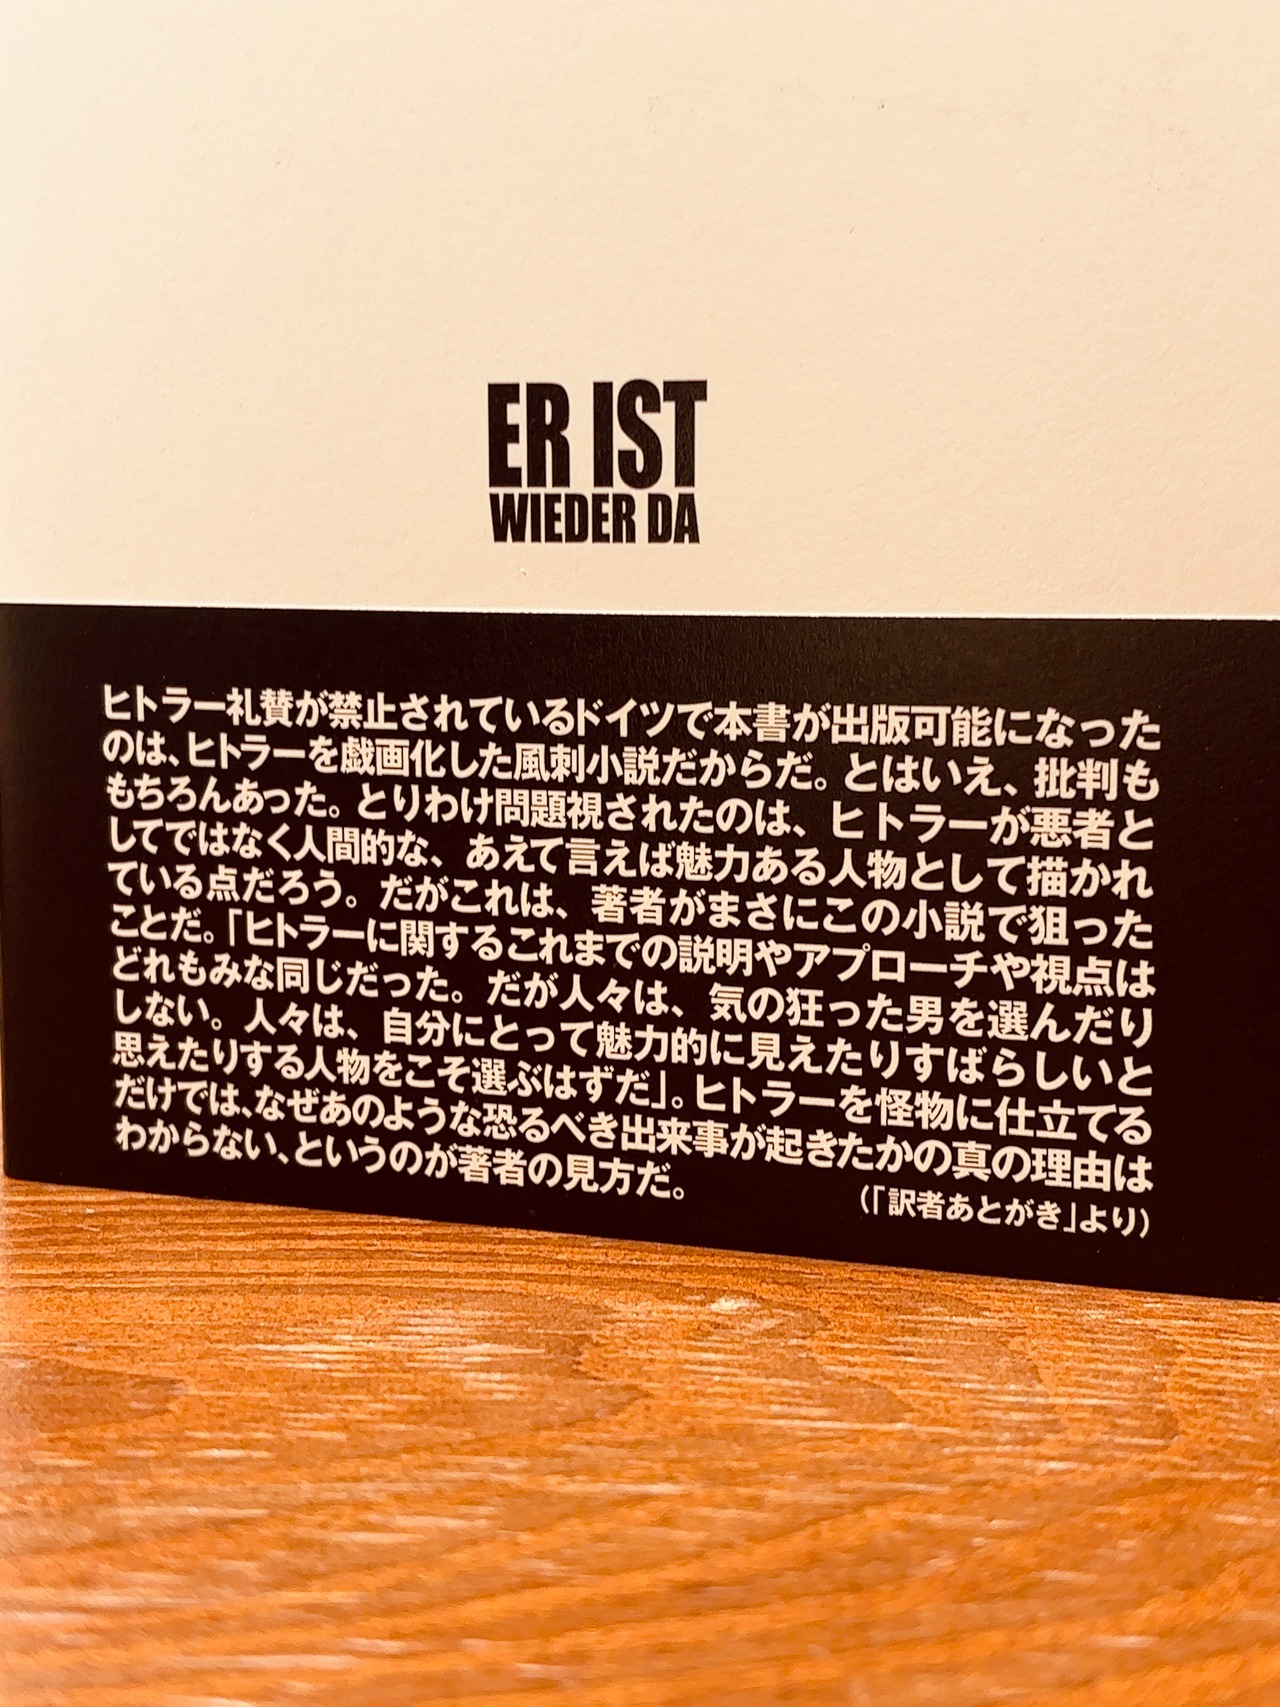 ER IST
WIEDER DA
ヒトラー礼賛が禁止されているドイツで本書が出版可能になった
のは、ヒトラーを戯画化した風刺小説だからだ。とはいえ、批判も
もちろんあった。とりわけ問題視されたのは、ヒトラーが悪者と
してではなく人間的な、あえて言えば魅力ある人物として描かれ
ている点だろう。だがこれは、著者がまさにこの小説で狙った
ことだ。「ヒトラーに関するこれまでの説明やアプローチや視点は
どれもみな同じだった。だが人々は、気の狂った男を選んだり
しない。人々は、自分にとって魅力的に見えたりすばらしいと
思えたりする人物をこそ選ぶはずだ」。ヒトラーを怪物に仕立てる
だけでは、なぜあのような恐るべき出来事が起きたかの真の理由は
わからない、というのが著者の見方だ。
(「訳者あとがき」より)